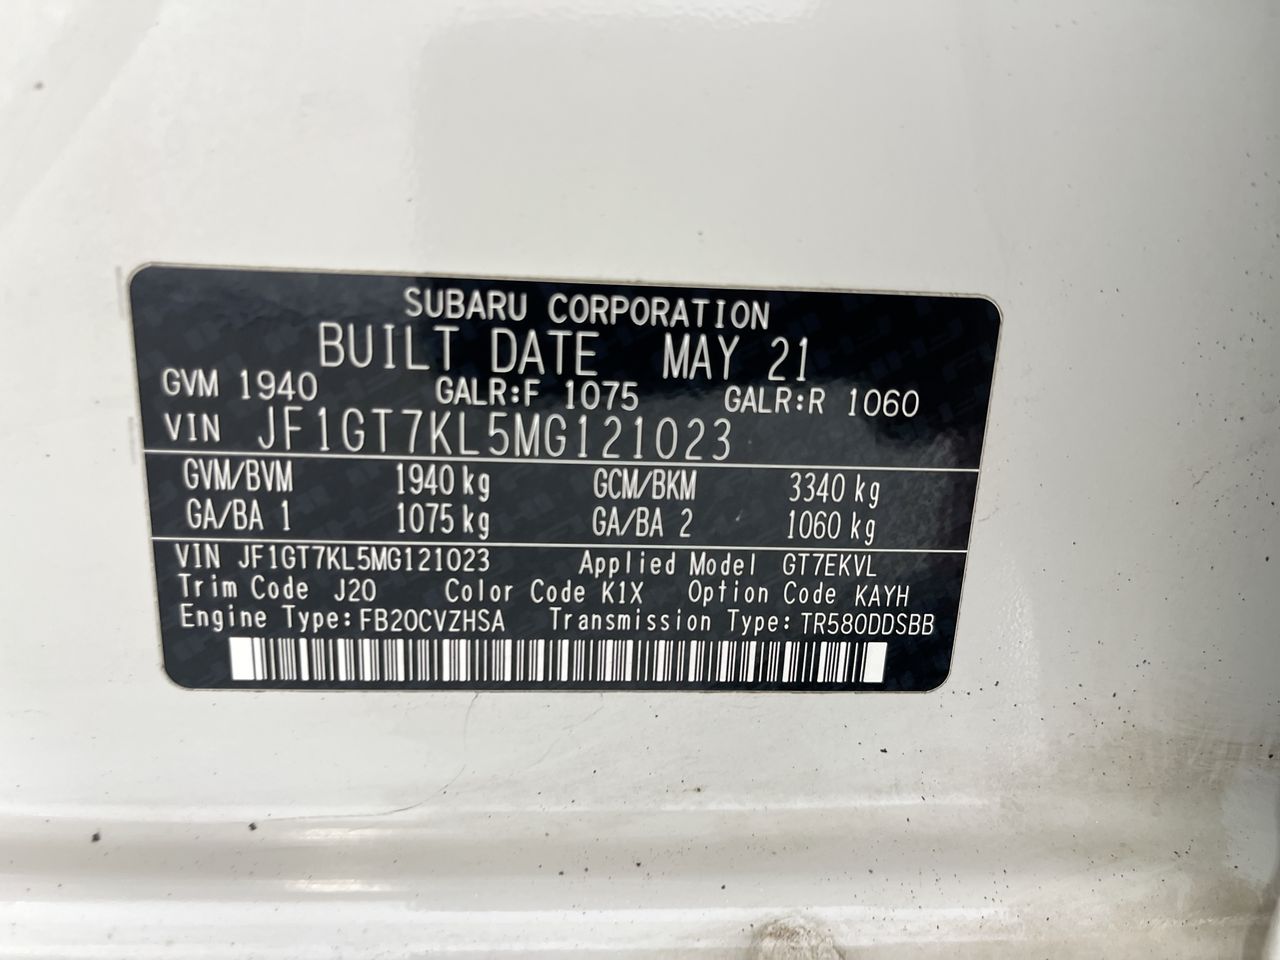 SUBARU CORPORATION
BUILT DATE MAY 21
GVM 1940 GALR:F 1075 GALR:R 1060
VIN JF1GT7KL5MG121023
GVM/BVM 1940 kg GCM/BKM 3340 kg
GA/BA 1 1075 kg GA/BA 2 1060 kg
VIN JF1GT7KL5MG121023 Applied Model GT7EKVL
Trim Code J20 Color Code K1X Option Code KAYH
Engine Type: FB20CVZHSA Transmission Type: TR580DDSBB